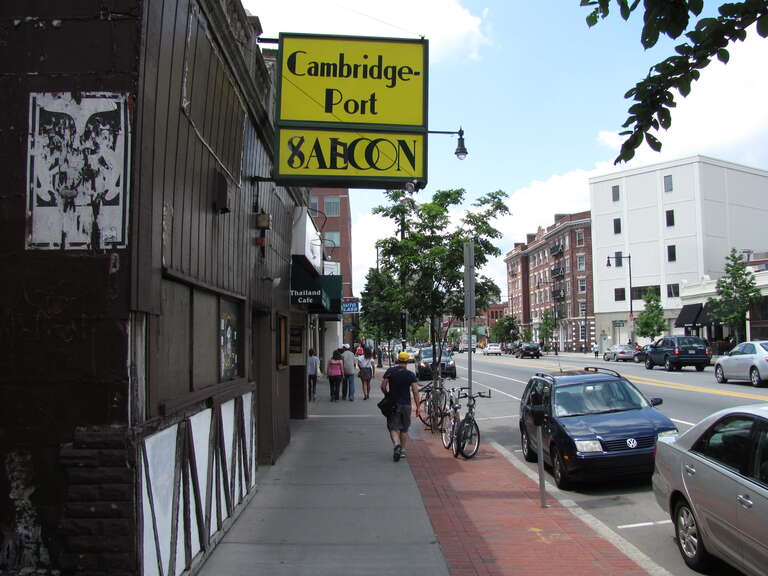 Cambridge-
Port
SALOON
Thailand
Cafe